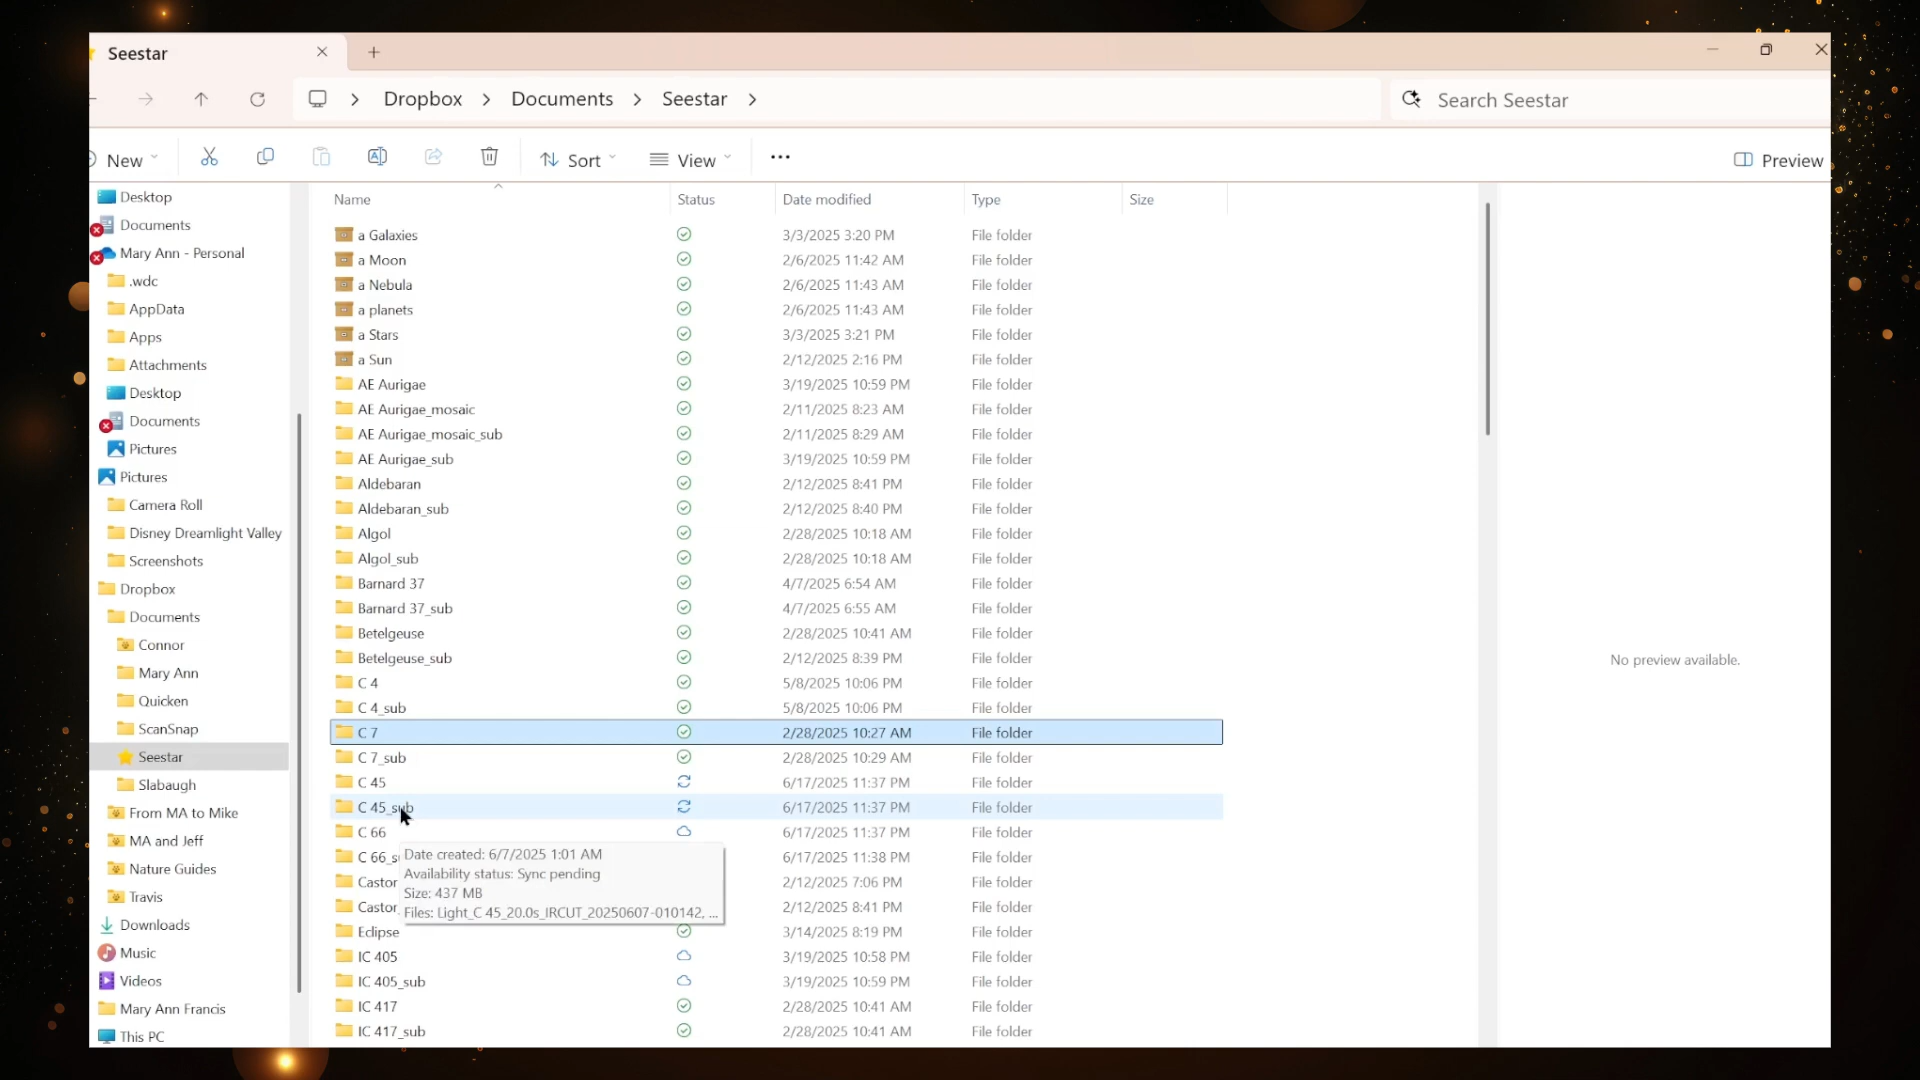 Seestar
Dropbox > Documents > Seestar >
Search Seestar
New
Sort
View
...
Preview
Desktop
Documents
Mary Ann - Personal
.wdc
AppData
Apps
Attachments
Desktop
Documents
Pictures
Pictures
Camera Roll
Disney Dreamlight Valley
Screenshots
Dropbox
Documents
Connor
Mary Ann
Quicken
ScanSnap
Seestar
Slabaugh
From MA to Mike
MA and Jeff
Nature Guides
Travis
Downloads
Music
Videos
Mary Ann Francis
This PC
Name Status Date modified Type Size
a Galaxies 3/3/2025 3:20 PM File folder
a Moon 2/6/2025 11:42 AM File folder
a Nebula 2/6/2025 11:43 AM File folder
a planets 2/6/2025 11:43 AM File folder
a Stars 3/3/2025 3:21 PM File folder
a Sun 2/12/2025 2:16 PM File folder
AE Aurigae 3/19/2025 10:59 PM File folder
AE Aurigae_mosaic 2/11/2025 8:23 AM File folder
AE Aurigae_mosaic_sub 2/11/2025 8:29 AM File folder
AE Aurigae_sub 3/19/2025 10:59 PM File folder
Aldebaran 2/12/2025 8:41 PM File folder
Aldebaran_sub 2/12/2025 8:40 PM File folder
Algol 2/28/2025 10:18 AM File folder
Algol_sub 2/28/2025 10:18 AM File folder
Barnard 37 4/7/2025 6:54 AM File folder
Barnard 37_sub 4/7/2025 6:55 AM File folder
Betelgeuse 2/28/2025 10:41 AM File folder
Betelgeuse_sub 2/12/2025 8:39 PM File folder
C 4 5/8/2025 10:06 PM File folder
C 4_sub 5/8/2025 10:06 PM File folder
C 7 2/28/2025 10:27 AM File folder
C 7_sub 2/28/2025 10:29 AM File folder
C 45 6/17/2025 11:37 PM File folder
C 45_sub 6/17/2025 11:37 PM File folder
C 66 6/17/2025 11:37 PM File folder
C 66_s 6/17/2025 11:38 PM File folder
Castor 2/12/2025 7:06 PM File folder
Castor 2/12/2025 8:41 PM File folder
Eclipse 3/14/2025 8:19 PM File folder
IC 405 3/19/2025 10:58 PM File folder
IC 405_sub 3/19/2025 10:59 PM File folder
IC 417 2/28/2025 10:41 AM File folder
IC 417_sub 2/28/2025 10:41 AM File folder
Date created: 6/7/2025 1:01 AM
Availability status: Sync pending
Size: 437 MB
Files: Light_C 45_20.0s_IRCUT_20250607-010142, ...
No preview available.